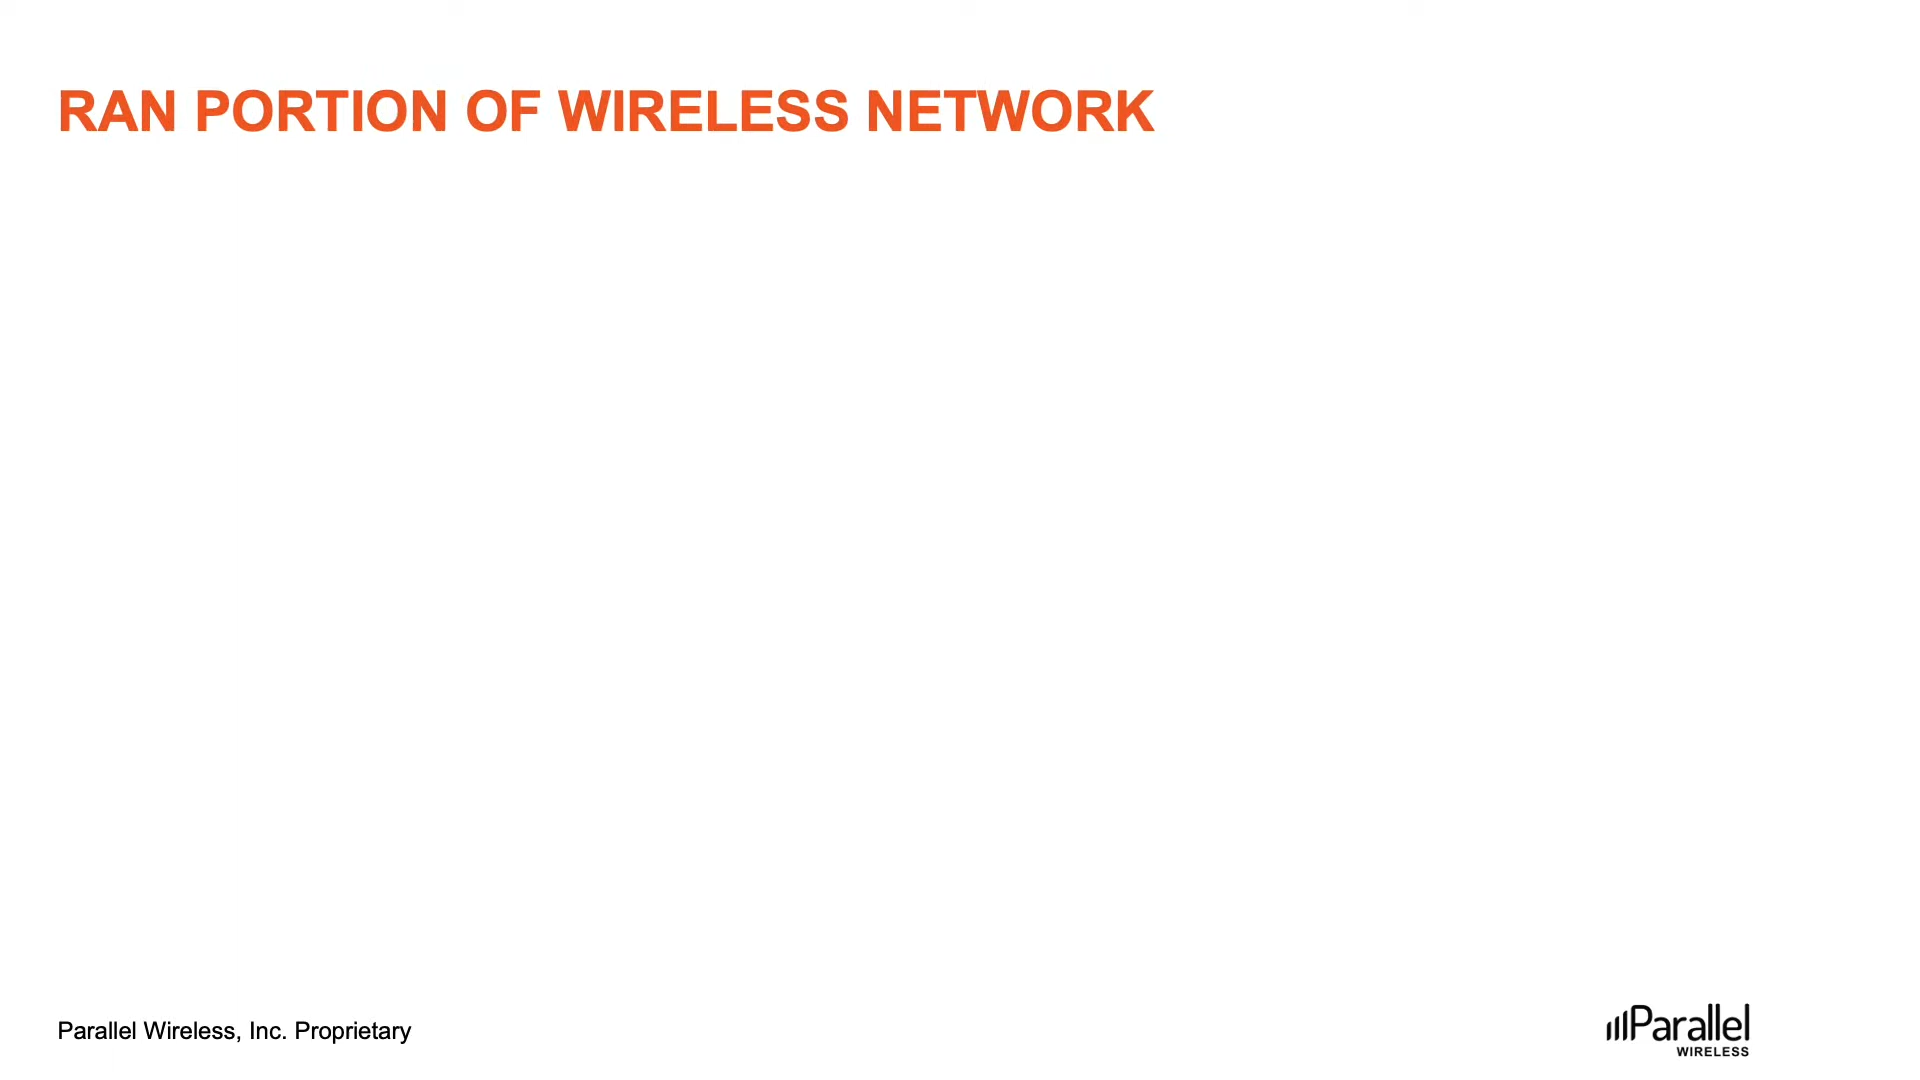 RAN PORTION OF WIRELESS NETWORK
Parallel Wireless, Inc. Proprietary
Parallel
WIRELESS